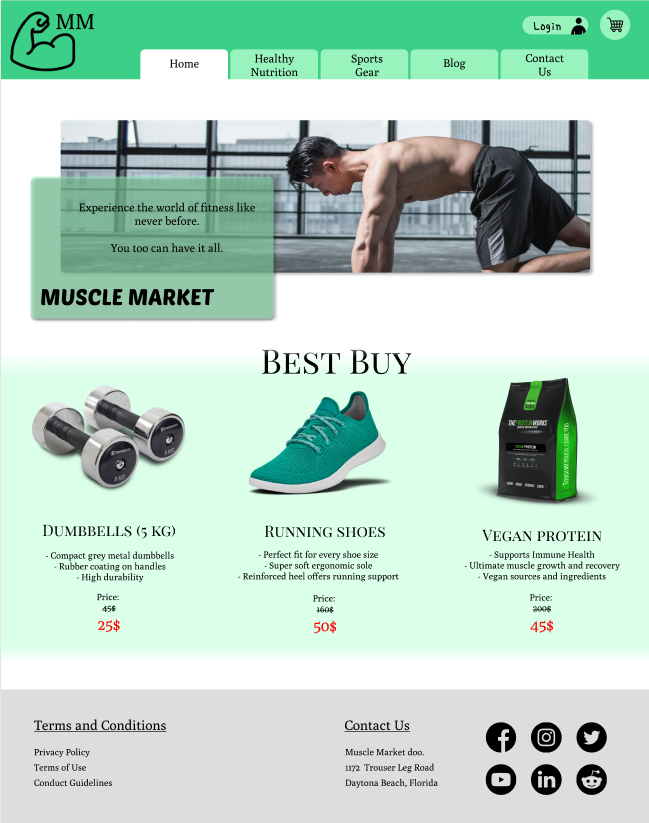 MM
Login
Home
Healthy
Nutrition
Sports
Gear
Blog
Contact
Us
Experience the world of fitness like
never before.
You too can have it all.
MUSCLE MARKET
Best Buy
Dumbbells (5 kg)
- Compact grey metal dumbbells
- Rubber coating on handles
- High durability
Price:
45$
25$
Running shoes
- Perfect fit for every shoe size
- Super soft ergonomic sole
- Reinforced heel offers running support
Price:
160$
50$
THE PROTEIN WORKS
VEGAN PROTEIN
Vegan protein
- Supports Immune Health
- Ultimate muscle growth and recovery
- Vegan sources and ingredients
Price:
200$
45$
Terms and Conditions
Privacy Policy
Terms of Use
Conduct Guidelines
Contact Us
Muscle Market doo.
1172 Trouser Leg Road
Daytona Beach, Florida